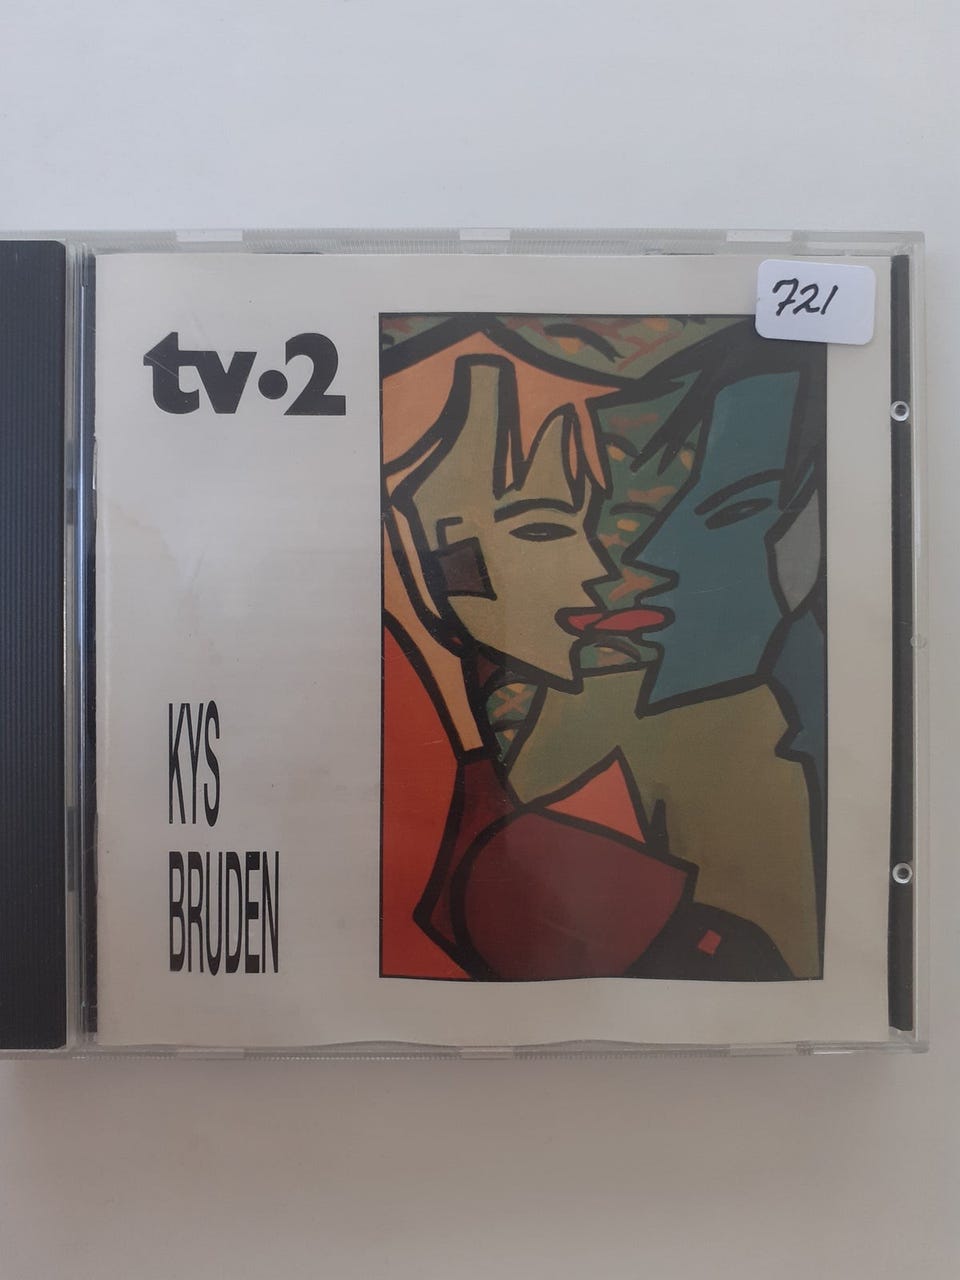 721
tv·2
KYS
BRUDEN